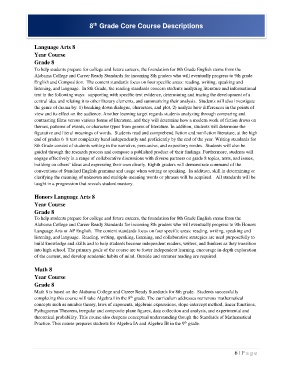 8th Grade Core Course Descriptions
Language Arts 8
Year Course
Grade 8
To help students prepare for college and future careers, the foundation for 8th Grade English stems from the
Alabama College and Career Ready Standards for incoming 8th graders who will eventually progress to 9th grade
English and Composition. The content standards focus on four specific areas: reading, writing, speaking and
listening, and language. In 8th Grade, the reading standards concern students analyzing literature and informational
text in the following ways: supporting with specific text evidence, determining and tracing the development of a
central idea and relating it to other literary elements, and summarizing their analysis. Students will also investigate
the genre of dramas by: 1) breaking down dialogue, characters, and plot, 2) analyze how differences in the points of
view and its effect on the audience. Another learning target regards students analyzing through comparing and
contrasting films versus various forms of literature, and they will determine how a modern work of fiction draws on
themes, patterns of events, or character types from genres of literature. In addition, students will determine the
figurative and literal meanings of words. Students read and comprehend fiction and nonfiction literature, at the high
end of grades 6-8 text complexity band independently and proficiently by the end of the year. Writing standards for
8th Grade consist of students writing in the narrative, persuasive, and expository modes. Students will also be
guided through the research process and compose a polished product of their findings. Furthermore, students will
engage effectively in a range of collaborative discussions with diverse partners on grade 8 topics, texts, and issues,
building on others' ideas and expressing their own clearly. Eighth graders will demonstrate command of the
conventions of Standard English grammar and usage when writing or speaking. In addition, skill in determining or
clarifying the meaning of unknown and multiple meaning words or phrases will be acquired. All standards will be
taught in a progression that reveals student mastery.
Honors Language Arts 8
Year Course
Grade 8
To help students prepare for college and future careers, the foundation for 8th Grade English stems from the
Alabama College and Career Ready Standards for incoming 8th graders who will eventually progress to 9th Honors
Language Arts or AP English. The content standards focus on four specific areas: reading, writing, speaking and
listening, and language. Reading, writing, speaking, listening, and collaborative strategies are used purposefully to
build knowledge and skills and to help students become independent readers, writers, and thinkers as they transition
into high school. The primary goals of the course are to foster independent learning, encourage in-depth exploration
of the content, and develop academic habits of mind. Outside and summer reading are required.
Math 8
Year Course
Grade 8
Math 8 is based on the Alabama College and Career Ready Standards for 8th grade. Students successfully
completing this course will take Algebra I in the 9th grade. The curriculum addresses numerous mathematical
concepts such as number theory, laws of exponents, algebraic expressions, slope-intercept method, linear functions,
Pythagorean Theorem, irregular and composite plane figures, data collection and analysis, and experimental and
theoretical probability. This course also deepens conceptual understanding through the Standards of Mathematical
Practice. This course prepares students for Algebra IA and Algebra IB in the 9th grade.
6 | Page